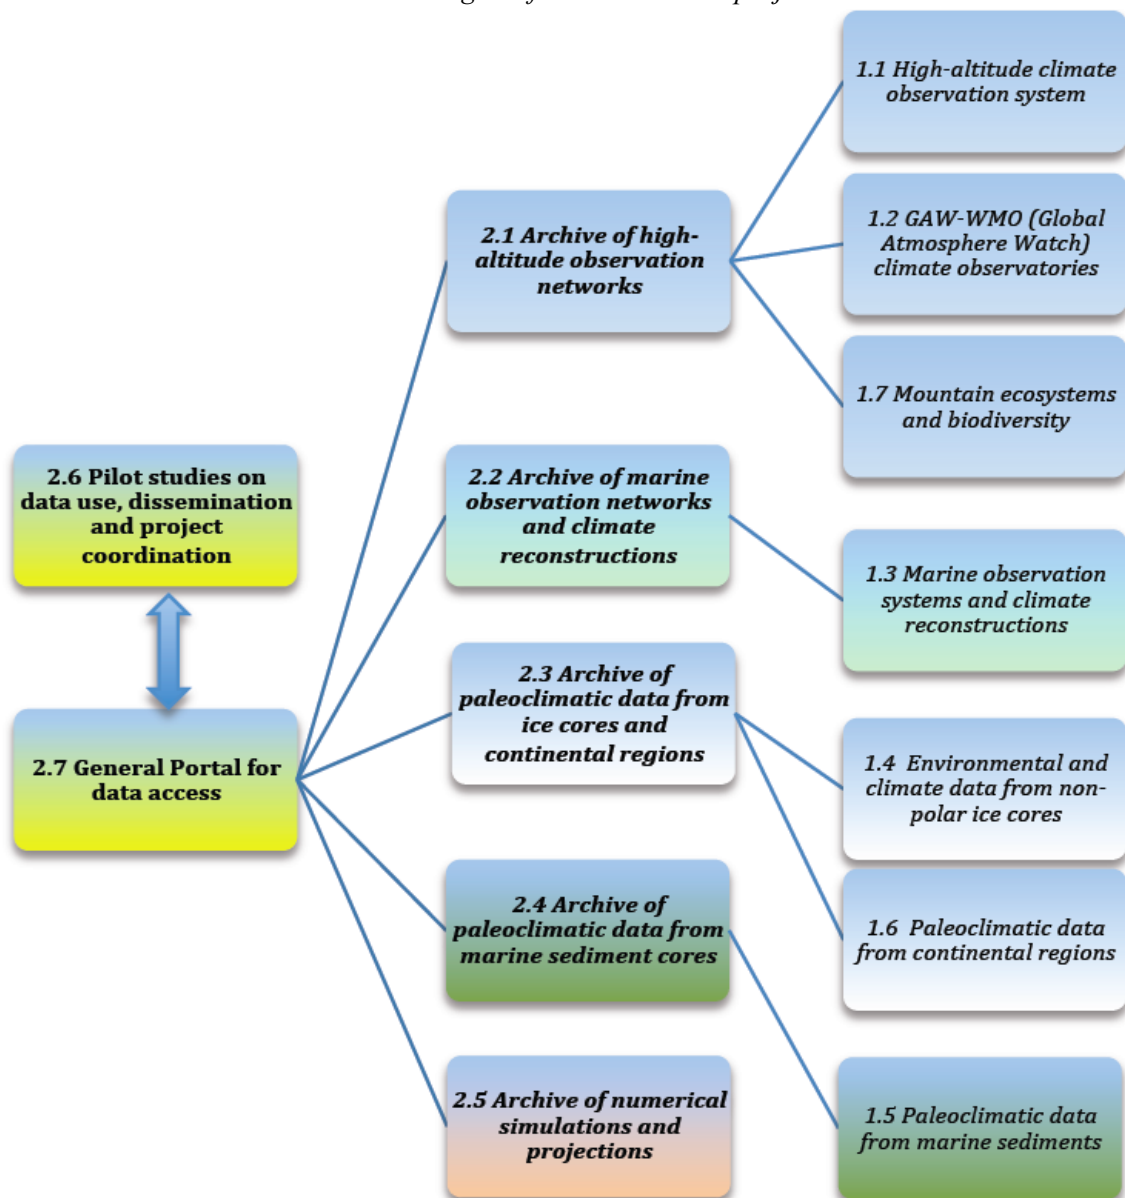 1.1 High-altitude climate
observation system
1.2 GAW-WMO (Global
Atmosphere Watch)
climate observatories
2.1 Archive of high-
altitude observation
networks
1.7 Mountain ecosystems
and biodiversity
2.6 Pilot studies on
data use, dissemination
and project
coordination
2.2 Archive of marine
observation networks
and climate
reconstructions
1.3 Marine observation
systems and climate
reconstructions
2.3 Archive of
paleoclimatic data from
ice cores and
continental regions
2.7 General Portal for
data access
1.4 Environmental and
climate data from non-
polar ice cores
2.4 Archive of
paleoclimatic data from
marine sediment cores
1.6 Paleoclimatic data
from continental regions
2.5 Archive of numerical
simulations and
projections
1.5 Paleoclimatic data
from marine sediments